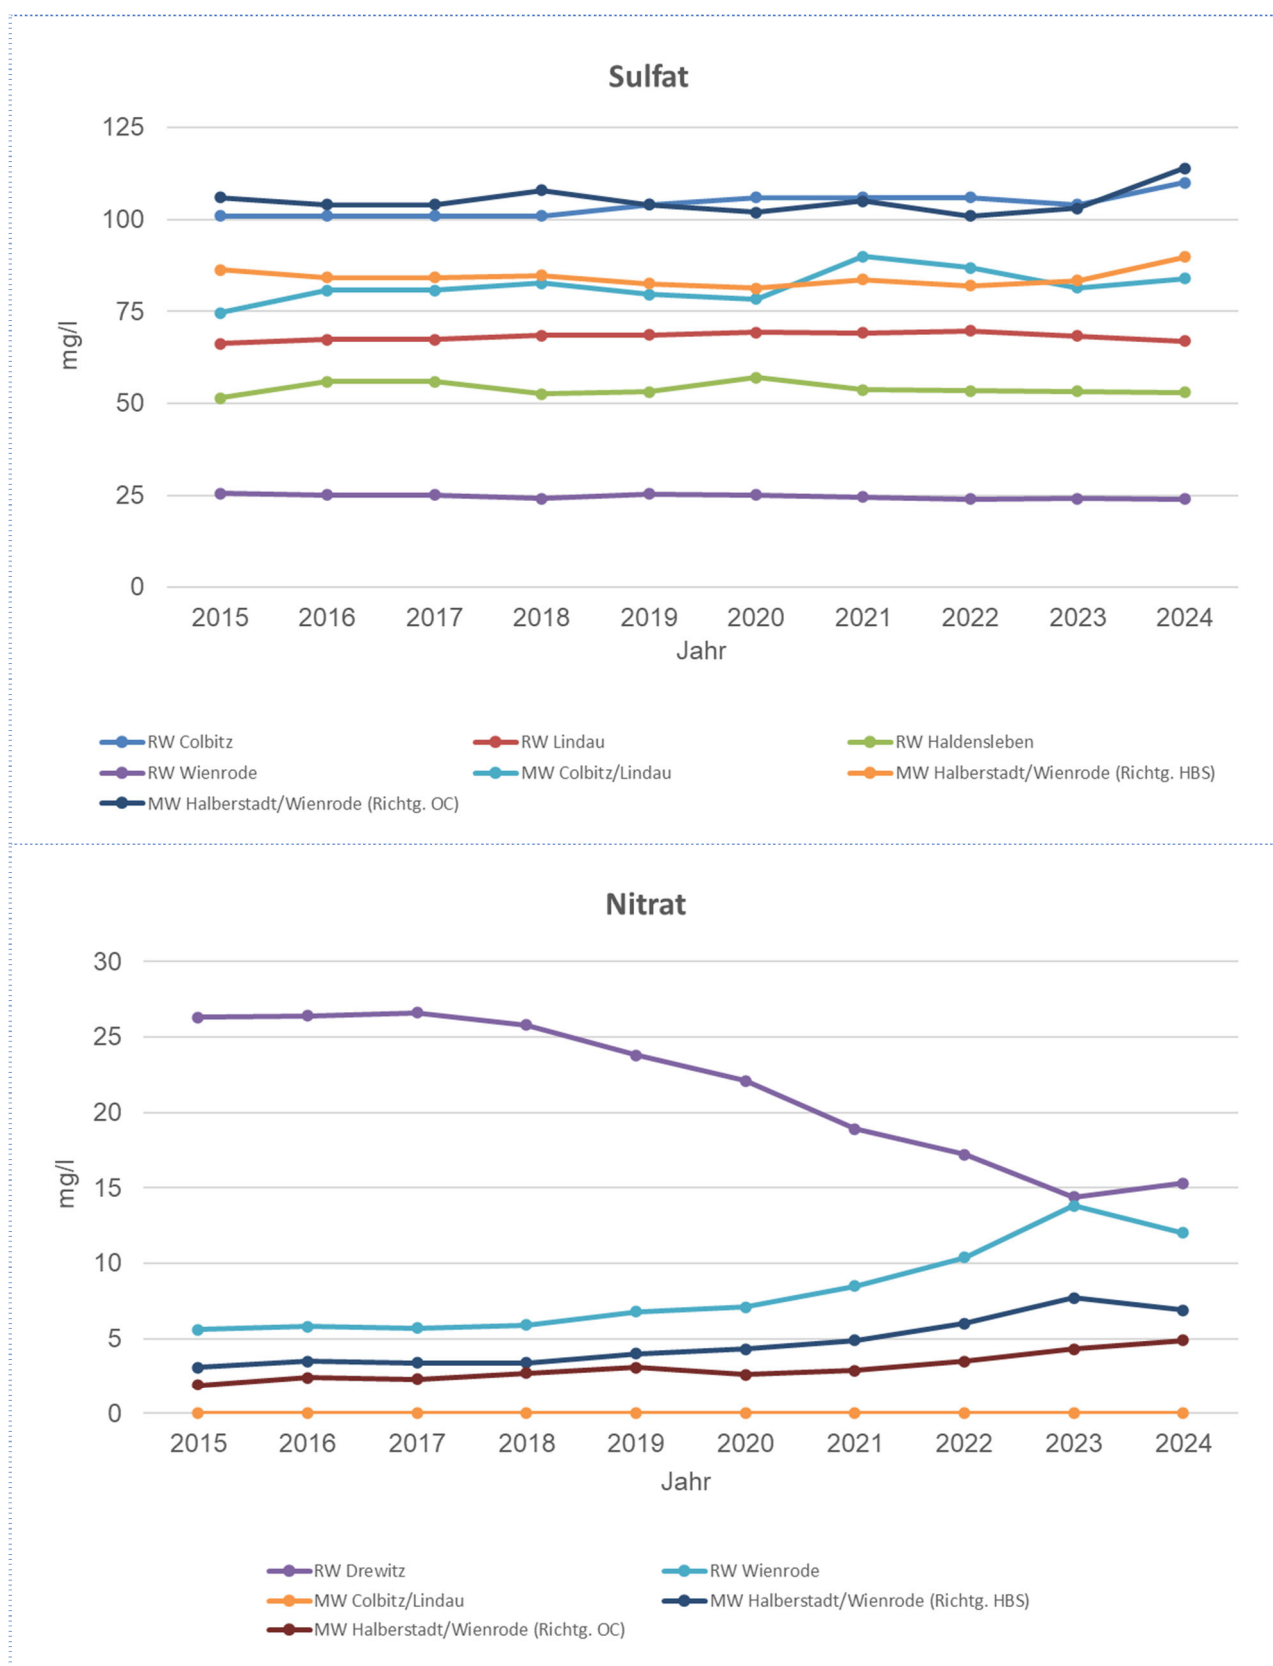 Sulfat
125
100
75
50
25
0
mg/l
2015 2016 2017 2018 2019 2020 2021 2022 2023 2024
Jahr
RW Colbitz RW Lindau RW Haldensleben
RW Wienrode MW Colbitz/Lindau MW Halberstadt/Wienrode (Richtg. HBS)
MW Halberstadt/Wienrode (Richtg. OC)
Nitrat
30
25
20
15
10
5
0
mg/l
2015 2016 2017 2018 2019 2020 2021 2022 2023 2024
Jahr
RW Drewitz RW Wienrode
MW Colbitz/Lindau MW Halberstadt/Wienrode (Richtg. HBS)
MW Halberstadt/Wienrode (Richtg. OC)